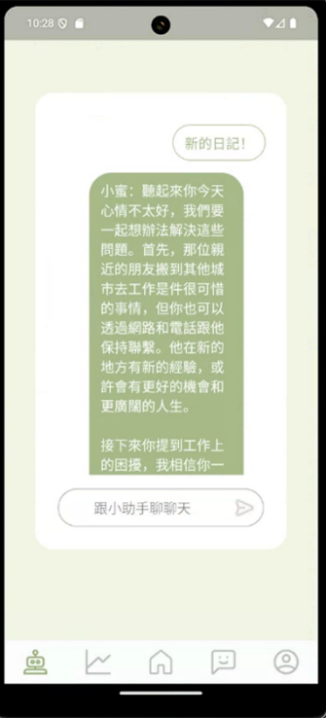 10:28
新的日記！
小蜜：聽起來你今天
心情不太好，我們要
一起想辦法解決這些
問題。首先，那位親
近的朋友搬到其他城
市去工作是件很可惜
的事情，但你也可以
透過網路和電話跟他
保持聯繫。他在新的
地方有新的經驗，或
許會有更好的機會和
更廣闊的人生。
接下來你提到工作上
的困擾，我相信你一
跟小助手聊聊天